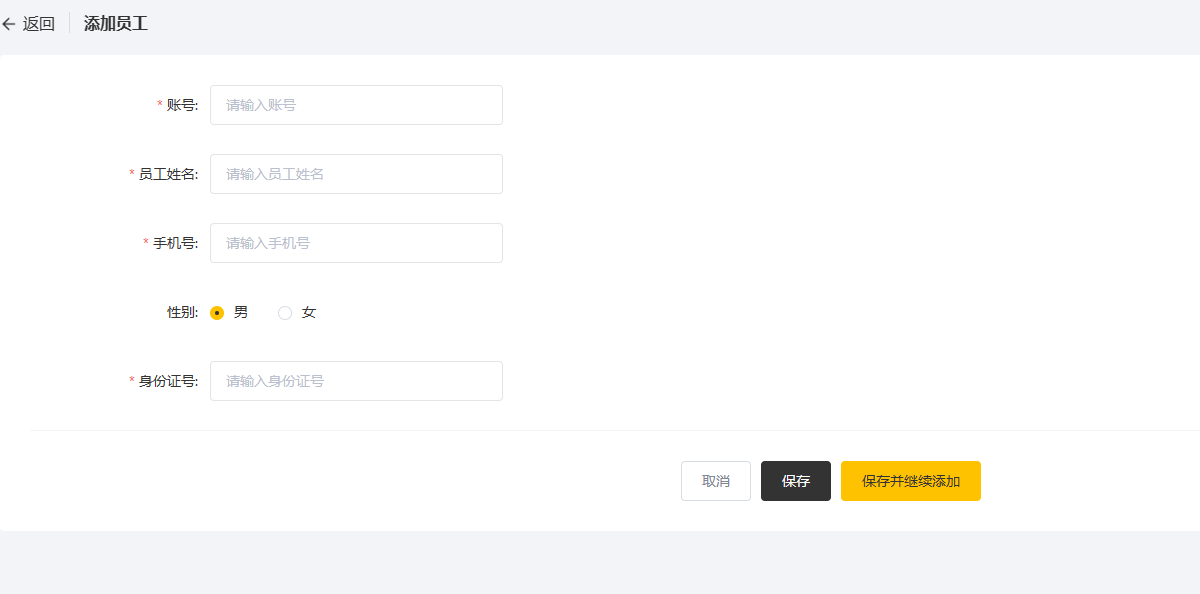 返回 添加员工
* 账号: 请输入账号
* 员工姓名: 请输入员工姓名
* 手机号: 请输入手机号
性别: 男 女
* 身份证号: 请输入身份证号
取消 保存 保存并继续添加